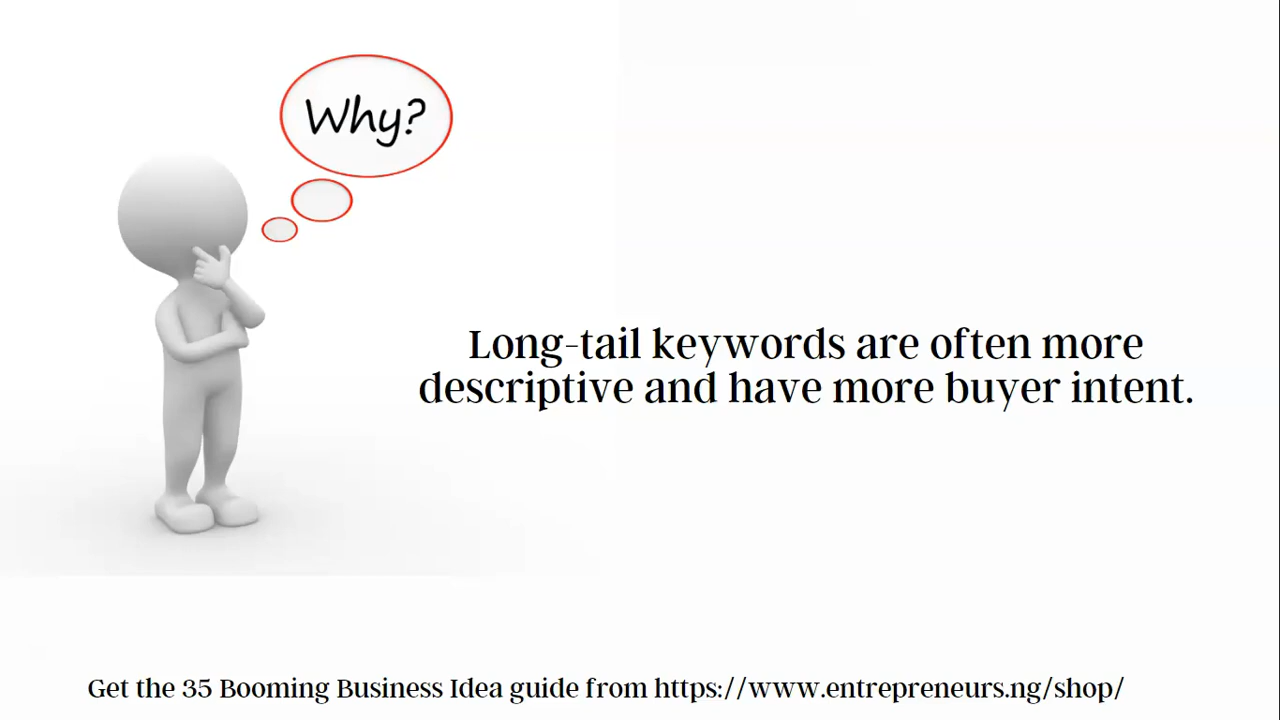 Why?
Long-tail keywords are often more
descriptive and have more buyer intent.
Get the 35 Booming Business Idea guide from https://www.entrepreneurs.ng/shop/